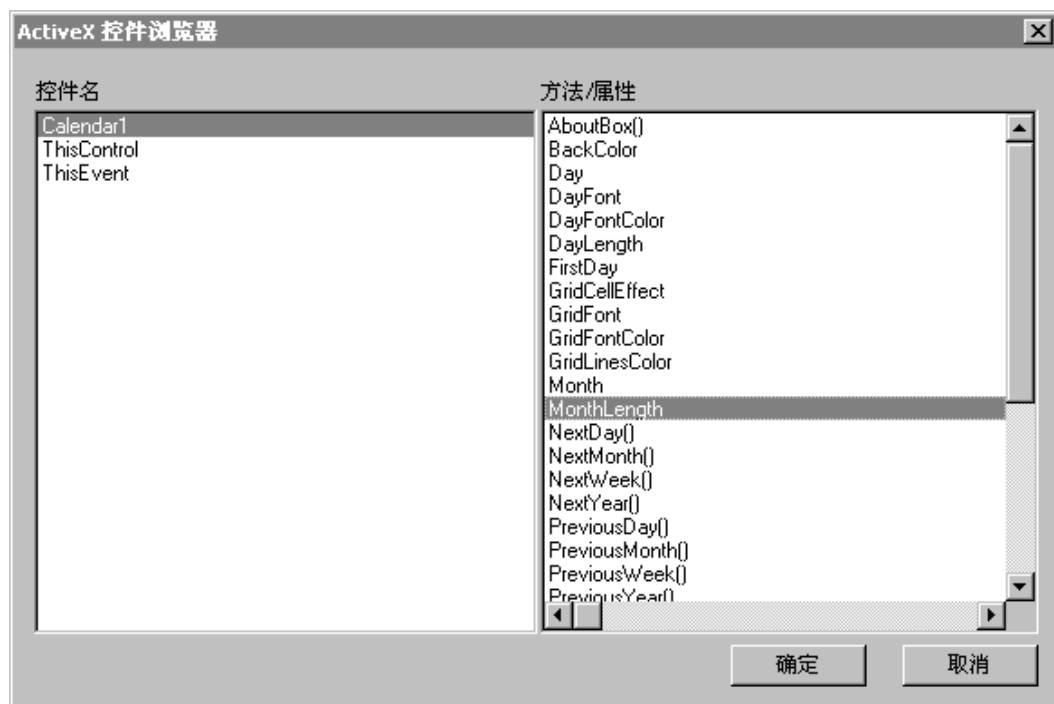 ActiveX 控件浏览器
控件名
方法/属性
Calendar1
ThisControl
ThisEvent
AboutBox()
BackColor
Day
DayFont
DayFontColor
DayLength
FirstDay
GridCellEffect
GridFont
GridFontColor
GridLinesColor
Month
MonthLength
NextDay()
NextMonth()
NextWeek()
NextYear()
PreviousDay()
PreviousMonth()
PreviousWeek()
PreviousYear()
确定
取消